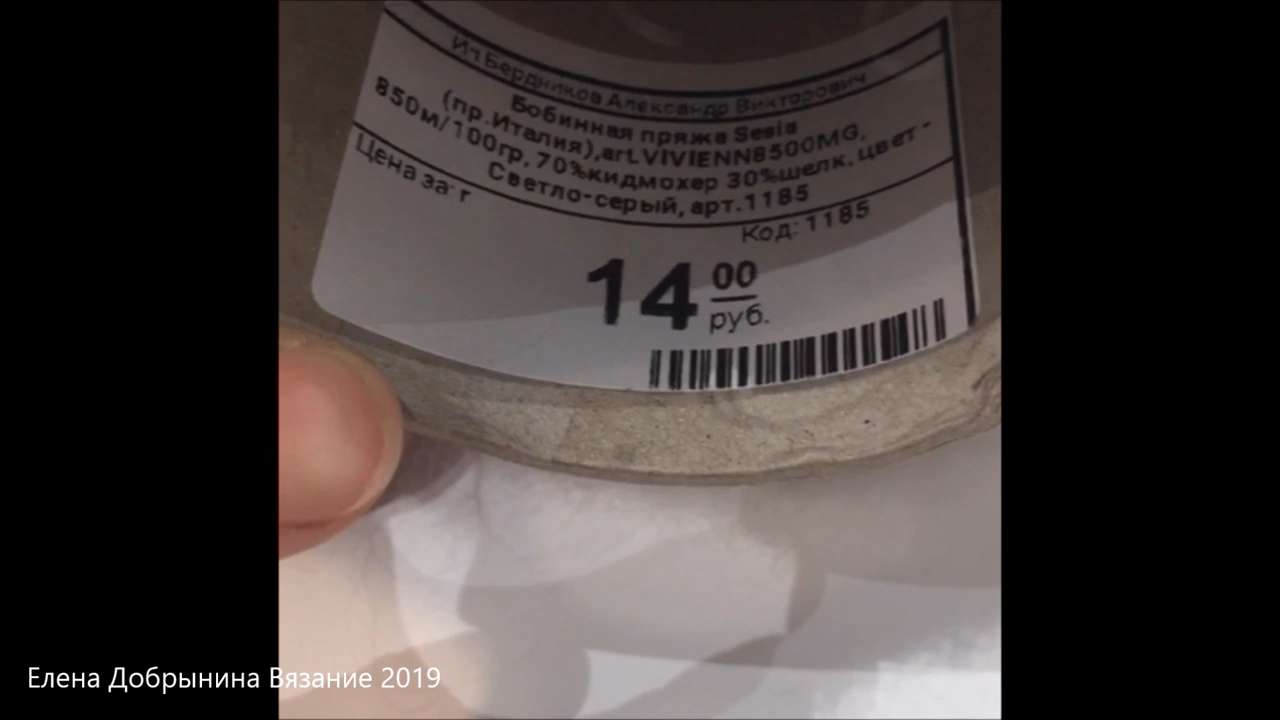 Ип Бердников Александр Викторович
Бобинная пряжа Sesia
(пр.Италия),art.VIVIENN8500MG,
850м/100гр, 70%кидмохер 30%шелк, цвет -
Светло-серый, арт.1185
Цена за: г
Код: 1185
14 00
руб.
Елена Добрынина Вязание 2019